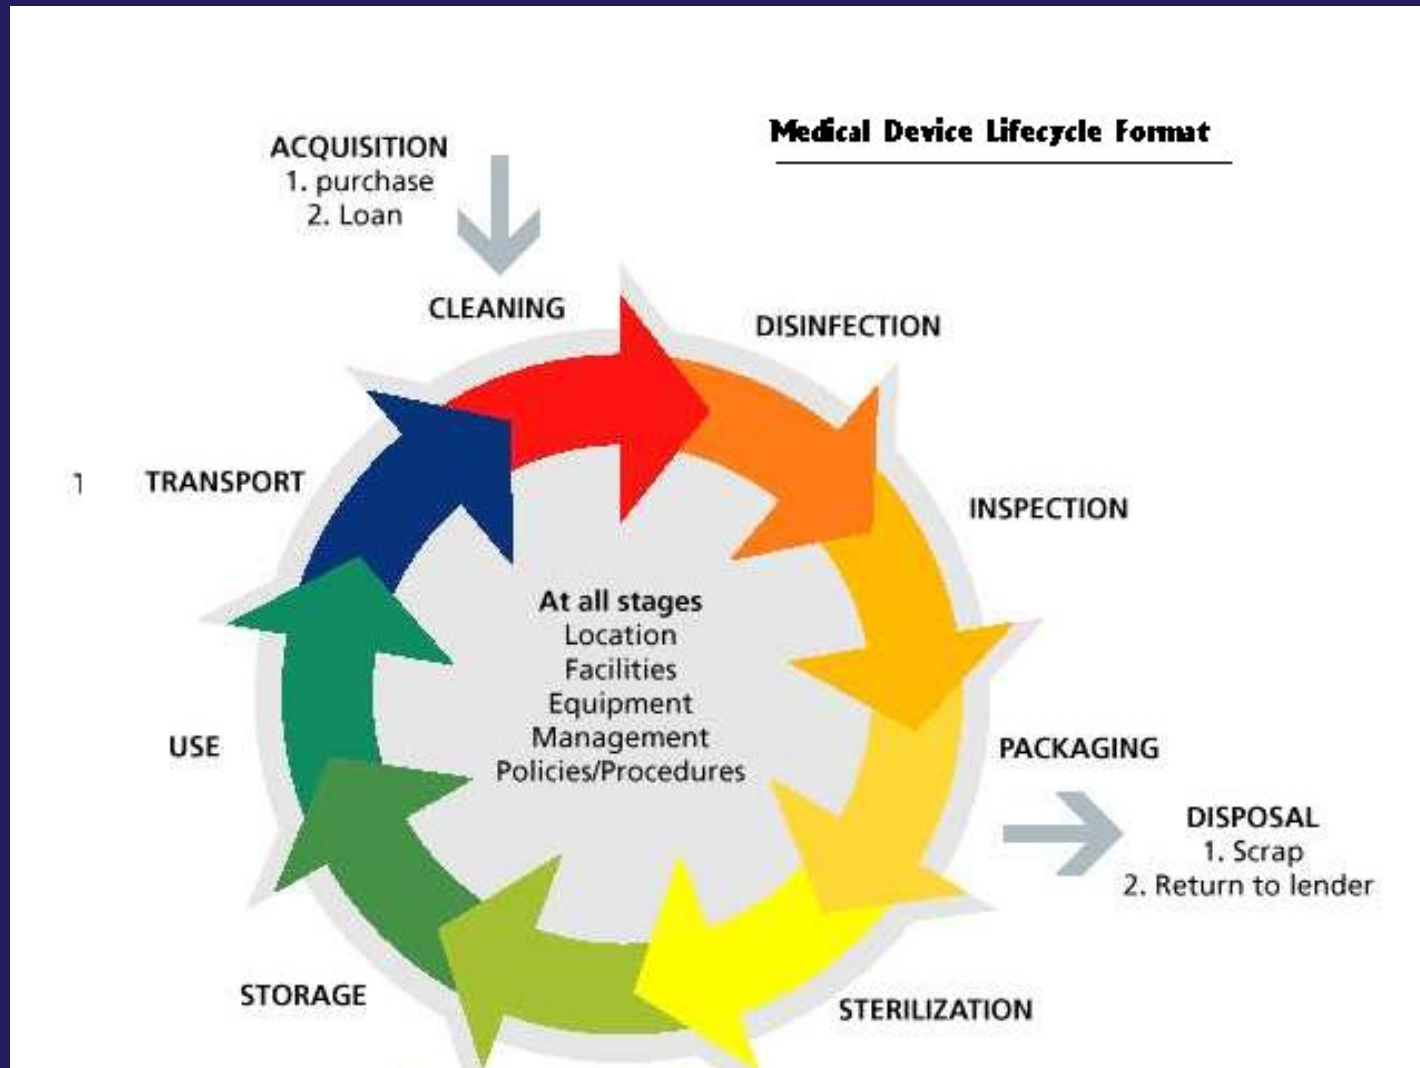 Medical Device Lifecycle Format
ACQUISITION
1. purchase
2. Loan
CLEANING
DISINFECTION
1
TRANSPORT
INSPECTION
At all stages
Location
Facilities
Equipment
Management
Policies/Procedures
USE
PACKAGING
DISPOSAL
1. Scrap
2. Return to lender
STORAGE
STERILIZATION